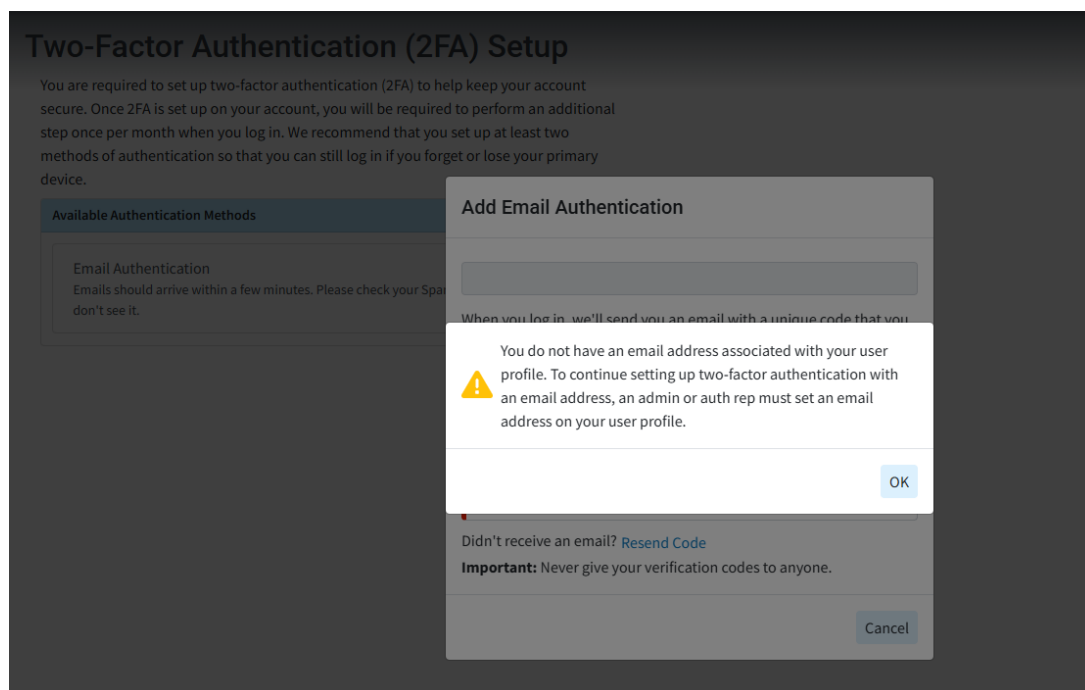 Two-Factor Authentication (2FA) Setup
You are required to set up two-factor authentication (2FA) to help keep your account
secure. Once 2FA is set up on your account, you will be required to perform an additional
step once per month when you log in. We recommend that you set up at least two
methods of authentication so that you can still log in if you forget or lose your primary
device.
Available Authentication Methods
Email Authentication
Emails should arrive within a few minutes. Please check your Spa
don't see it.
Add Email Authentication
When you log in, we'll send you an email with a unique code that you
You do not have an email address associated with your user
profile. To continue setting up two-factor authentication with
an email address, an admin or auth rep must set an email
address on your user profile.
OK
Didn't receive an email? Resend Code
Important: Never give your verification codes to anyone.
Cancel